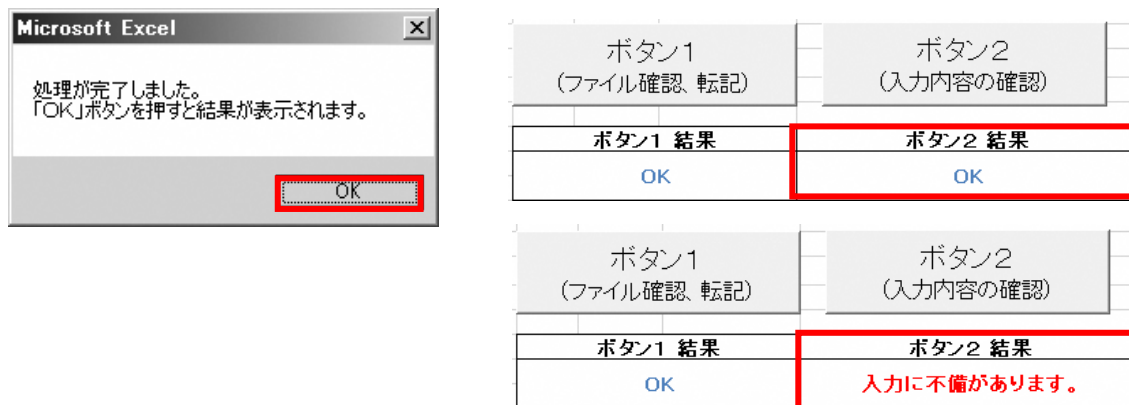 Microsoft Excel
処理が完了しました。
「OK」ボタンを押すと結果が表示されます。
OK
ボタン1 ボタン2
(ファイル確認、転記) (入力内容の確認)
ボタン1 結果 ボタン2 結果
OK OK
ボタン1 ボタン2
(ファイル確認、転記) (入力内容の確認)
ボタン1 結果 ボタン2 結果
OK 入力に不備があります。